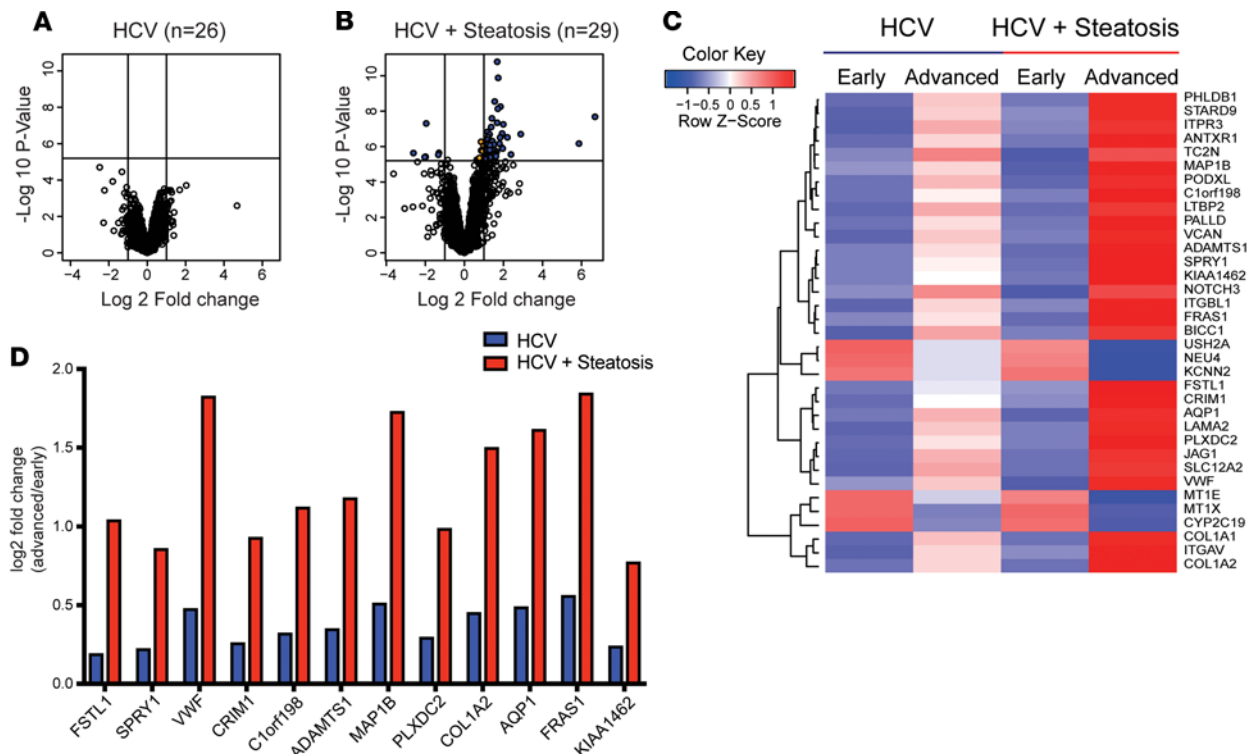 A
HCV (n=26)
-Log 10 P-Value
10
8
6
4
2
0
−4
−2
0
2
4
6
Log 2 Fold change
B
HCV + Steatosis (n=29)
-Log 10 P-Value
10
8
6
4
2
0
−4
−2
0
2
4
6
Log 2 Fold change
C
HCV
HCV + Steatosis
Color Key
−1
−0.5
0
0.5
1
Row Z-Score
Early
Advanced
Early
Advanced
PHLDB1
STARD9
ITPR3
ANTXR1
TC2N
MAP1B
PODXL
C1orf198
LTBP2
PALLD
VCAN
ADAMTS1
SPRY1
KIAA1462
NOTCH3
ITGBL1
FRAS1
BICC1
USH2A
NEU4
KCNN2
FSTL1
CRIM1
AQP1
LAMA2
PLXDC2
JAG1
SLC12A2
VWF
MT1E
MT1X
CYP2C19
COL1A1
ITGAV
COL1A2
D
HCV
HCV + Steatosis
log2 fold change
(advanced/early)
2.0
1.5
1.0
0.5
0.0
FSTL1
SPRY1
VWF
CRIM1
C1orf198
ADAMTS1
MAP1B
PLXDC2
COL1A2
AQP1
FRAS1
KIAA1462